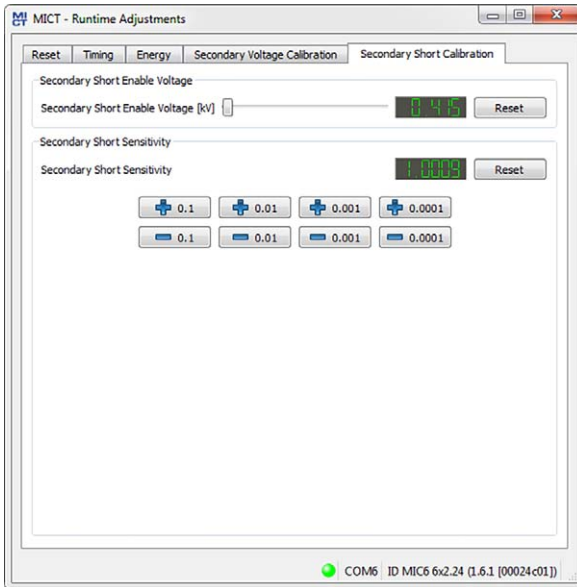 MICT - Runtime Adjustments
Reset Timing Energy Secondary Voltage Calibration Secondary Short Calibration
Secondary Short Enable Voltage
Secondary Short Enable Voltage [kV] 0.415 Reset
Secondary Short Sensitivity
Secondary Short Sensitivity 1.0009 Reset
0.1 0.01 0.001 0.0001
0.1 0.01 0.001 0.0001
COM6 ID MIC6 6x2.24 (1.6.1 [00024c01])